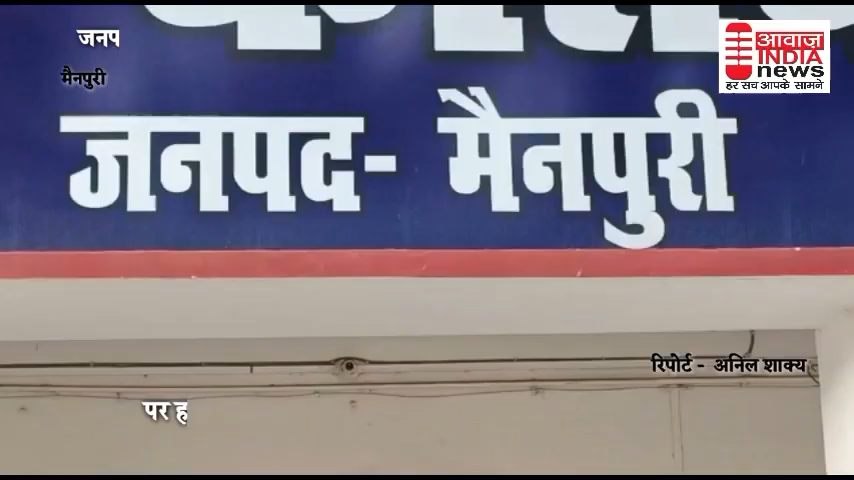 जनप
मैनपुरी
आवाज़
INDIA
news
हर सच आपके सामने
जनपद- मैनपुरी
रिपोर्ट - अनिल शाक्य
पर ह